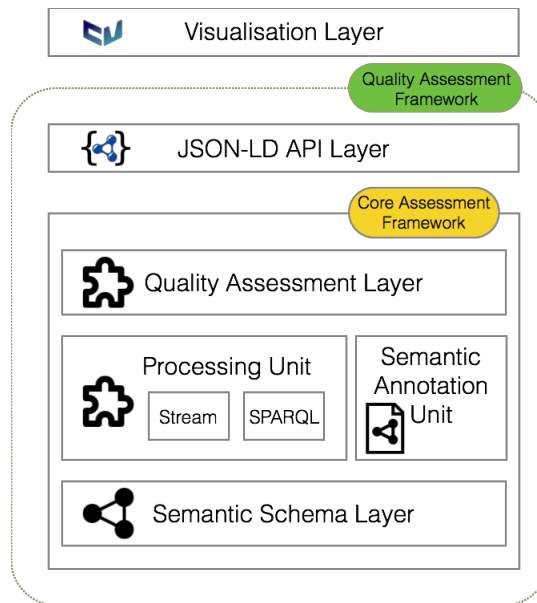 Visualisation Layer
Quality Assessment
Framework
{ } JSON-LD API Layer
Core Assessment
Framework
Quality Assessment Layer
Processing Unit
Stream
SPARQL
Semantic
Annotation
Unit
Semantic Schema Layer